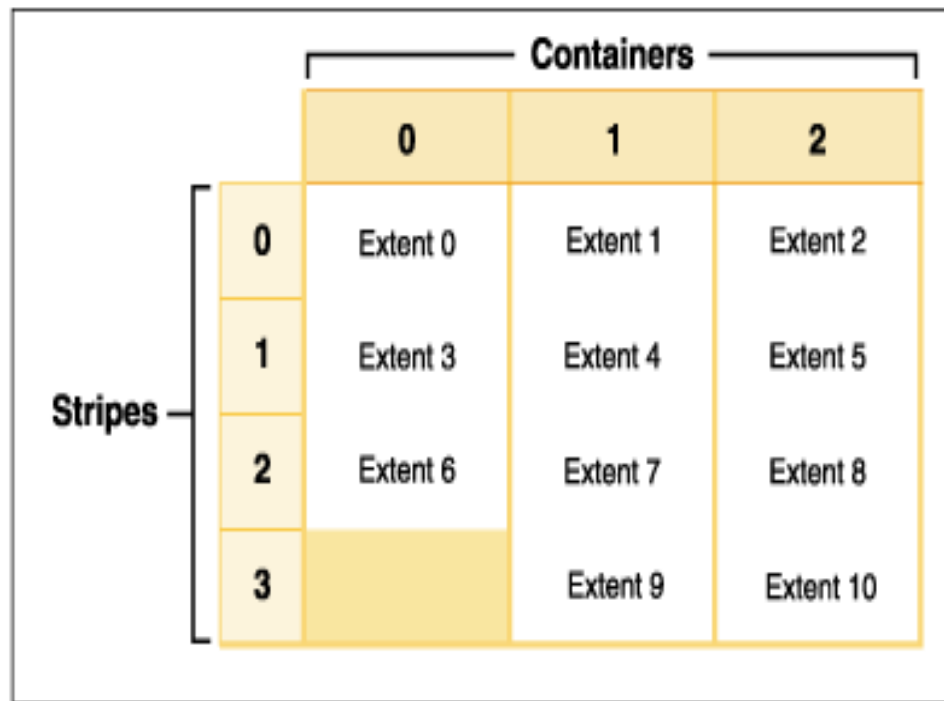 Containers
0 1 2
0 Extent 0 Extent 1 Extent 2
1 Extent 3 Extent 4 Extent 5
Stripes
2 Extent 6 Extent 7 Extent 8
3 Extent 9 Extent 10